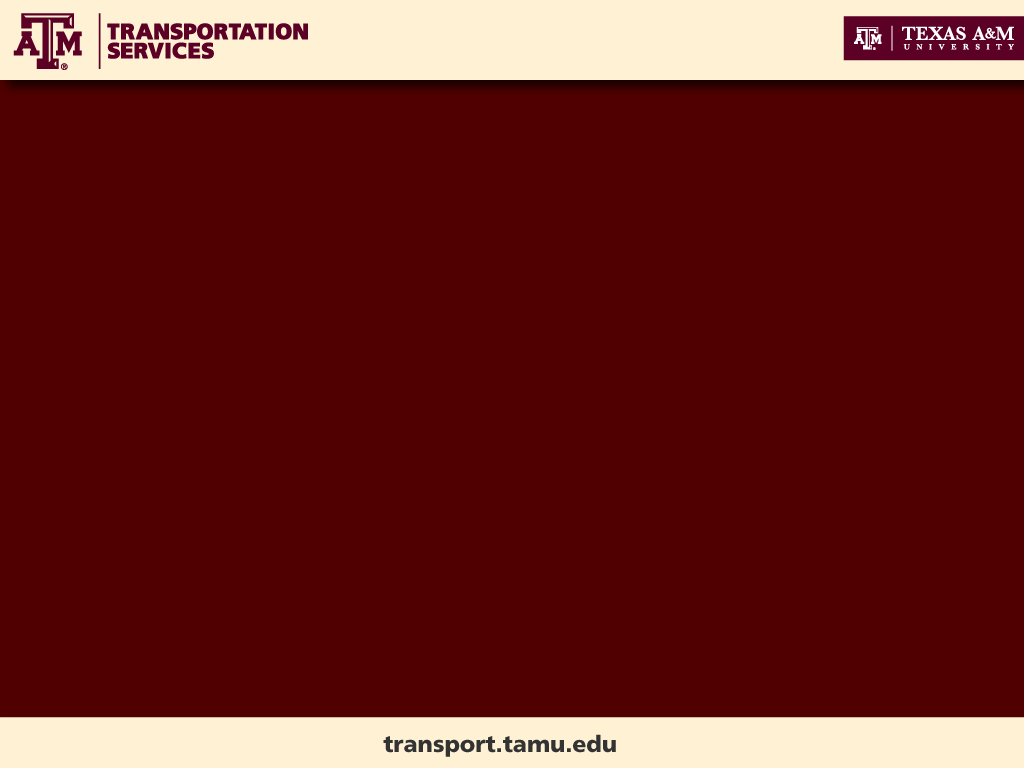 ATM®
TRANSPORTATION
SERVICES
ATM
TEXAS A&M
UNIVERSITY
transport.tamu.edu